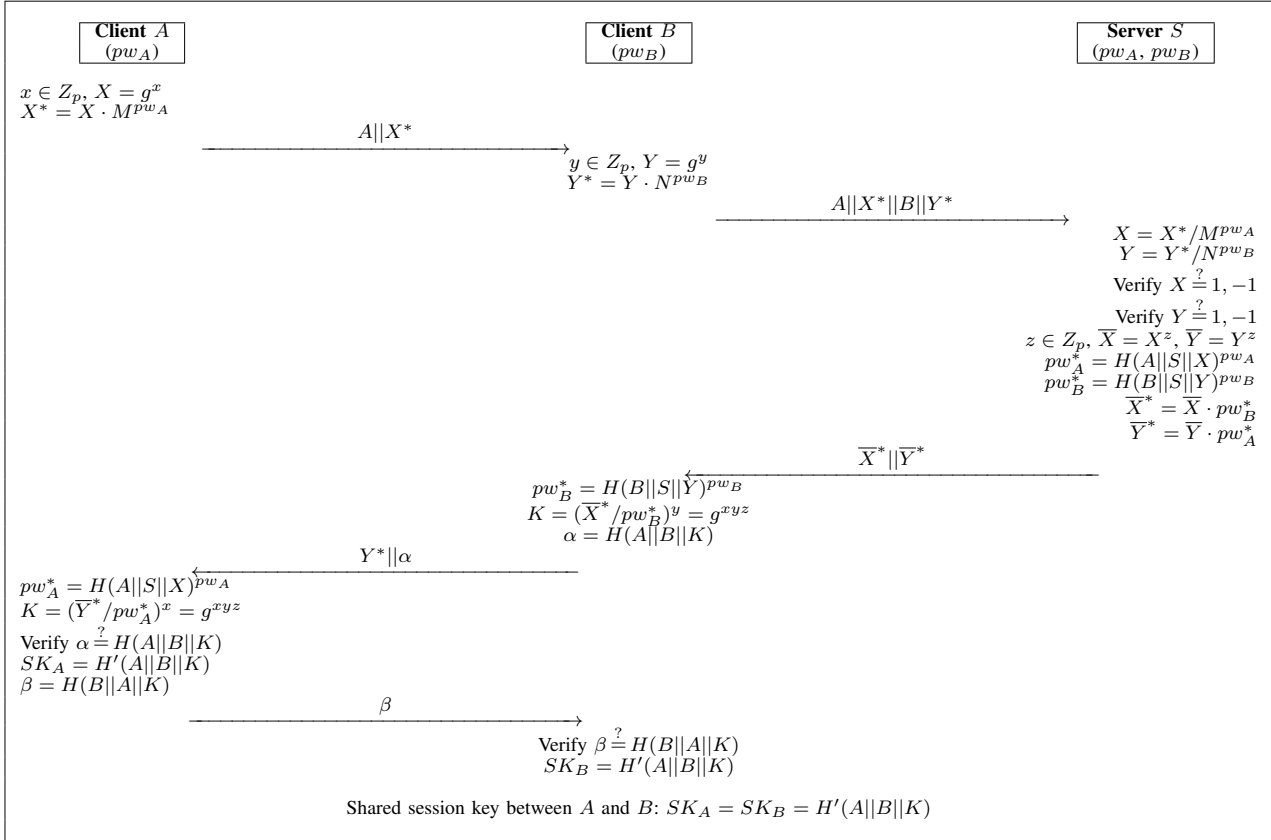 Client A
(pw_A)
Client B
(pw_B)
Server S
(pw_A, pw_B)
x ∈ Z_p, X = g^x
X* = X · M^{pw_A}
A||X*
y ∈ Z_p, Y = g^y
Y* = Y · N^{pw_B}
A||X*||B||Y*
X = X*/M^{pw_A}
Y = Y*/N^{pw_B}
Verify X ?= 1, −1
Verify Y ?= 1, −1
z ∈ Z_p, X̅ = X^z, Y̅ = Y^z
pw*_A = H(A||S||X)^{pw_A}
pw*_B = H(B||S||Y)^{pw_B}
X̅* = X̅ · pw*_B
Y̅* = Y̅ · pw*_A
X̅*||Y̅*
pw*_B = H(B||S||Y)^{pw_B}
K = (X̅*/pw*_B)^y = g^{xyz}
α = H(A||B||K)
Y*||α
pw*_A = H(A||S||X)^{pw_A}
K = (Y̅*/pw*_A)^x = g^{xyz}
Verify α ?= H(A||B||K)
SK_A = H′(A||B||K)
β = H(B||A||K)
β
Verify β ?= H(B||A||K)
SK_B = H′(A||B||K)
Shared session key between A and B: SK_A = SK_B = H′(A||B||K)